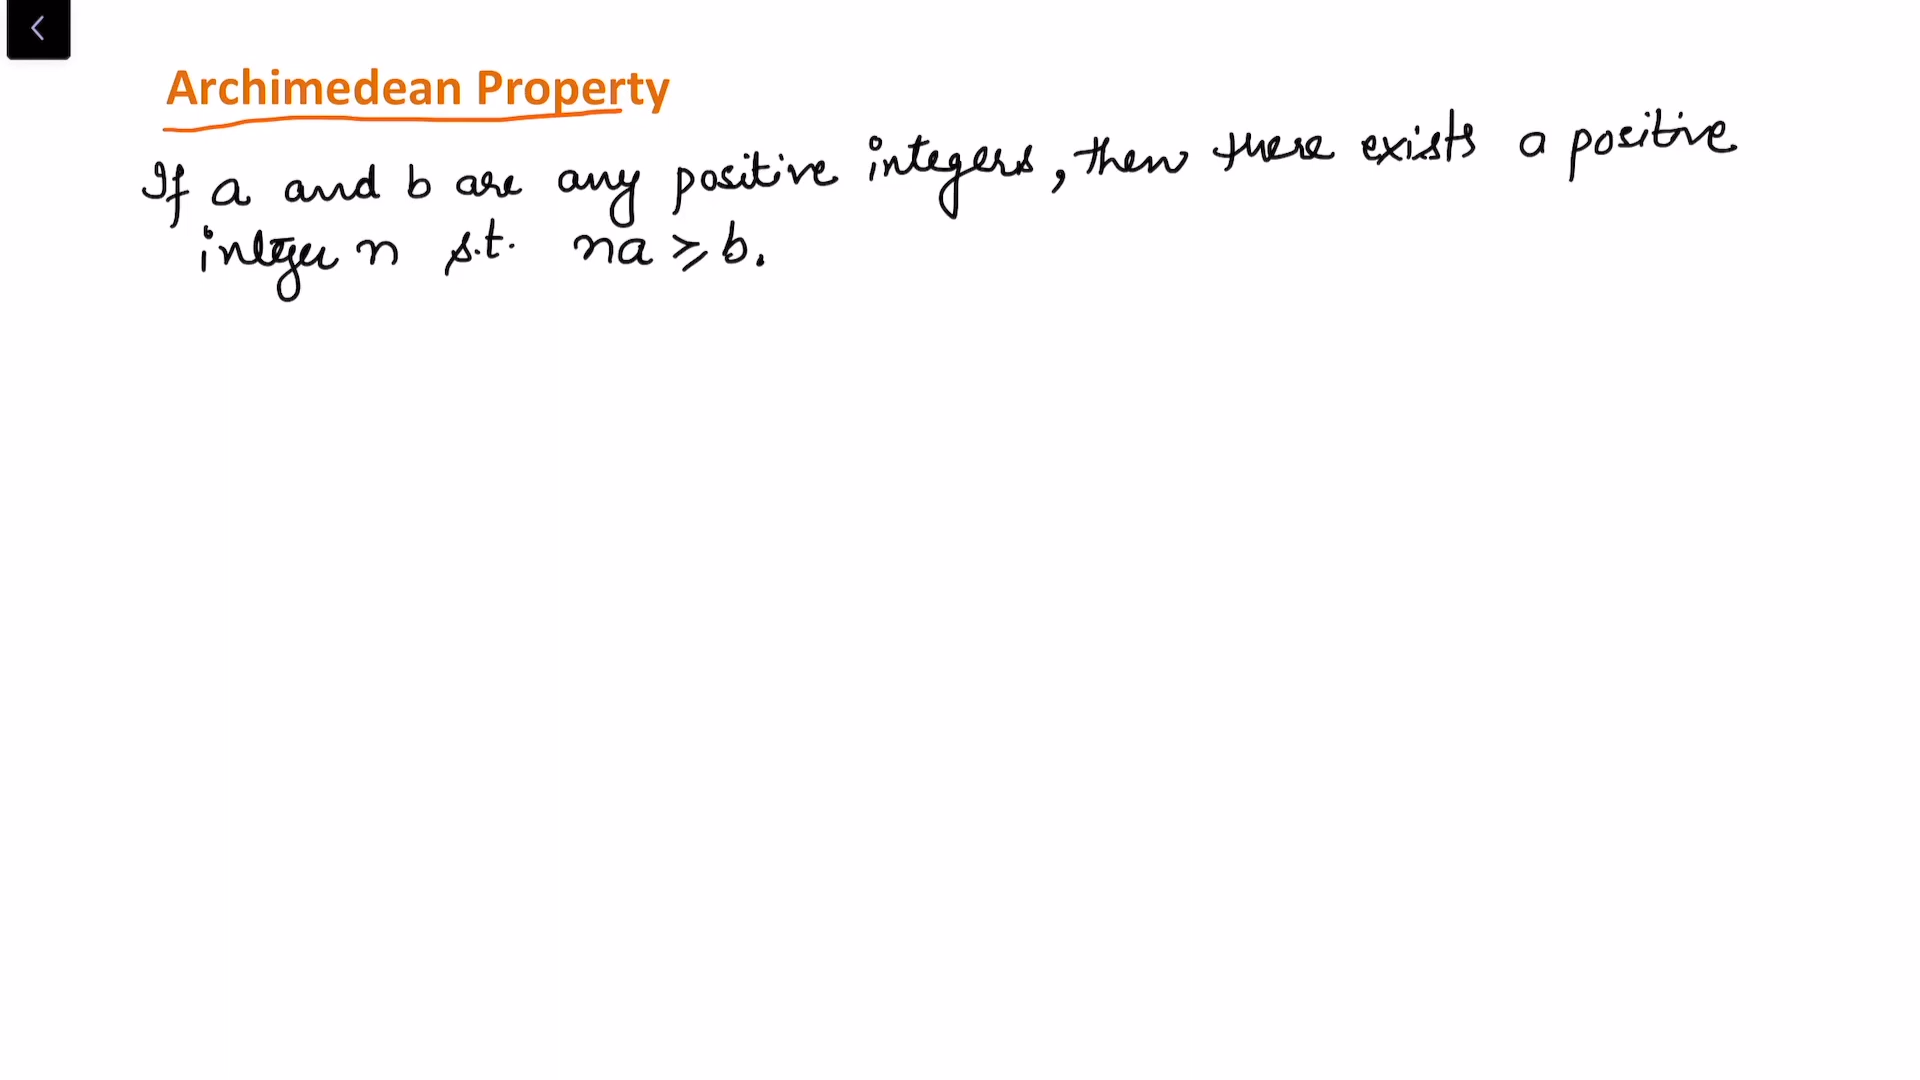 Archimedean Property
If a and b are any positive integers, then there exists a positive
integer n s.t. na ⩾ b.